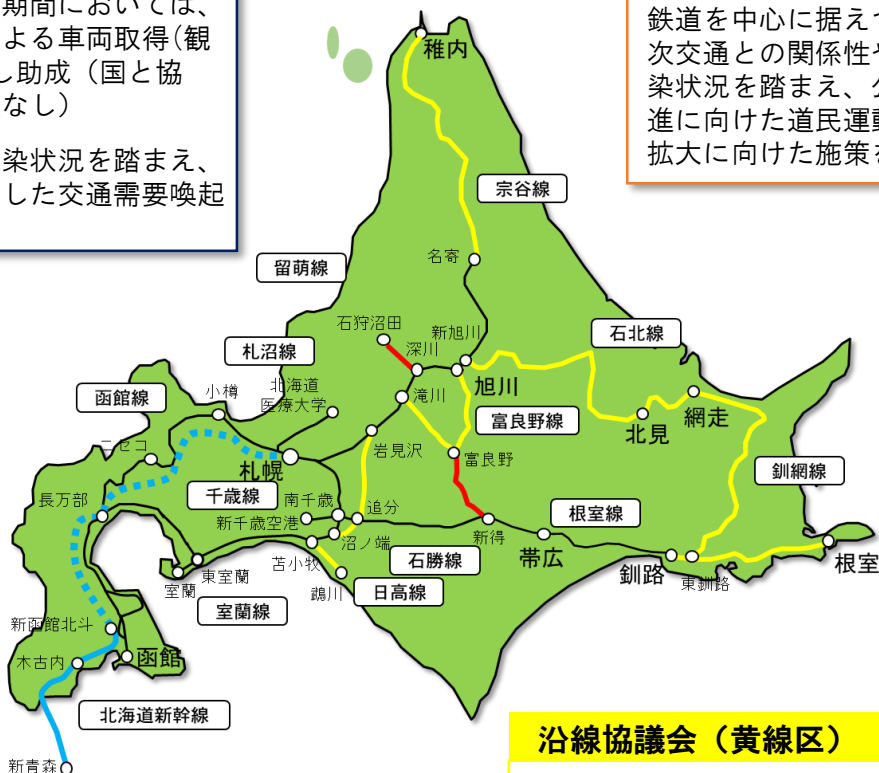 期間においては、
よる車両取得(観
し助成（国と協
なし）
染状況を踏まえ、
した交通需要喚起
鉄道を中心に据えつ
次交通との関係性や
染状況を踏まえ、公
進に向けた道民運動
拡大に向けた施策を
稚内
宗谷線
名寄
留萌線
石狩沼田
新旭川
石北線
札沼線
深川
旭川
函館線
小樽
北海道
医療大学
滝川
富良野線
網走
北見
ニセコ
札幌
岩見沢
富良野
釧網線
長万部
千歳線
南千歳
追分
根室線
新千歳空港
沼ノ端
新得
帯広
苫小牧
石勝線
釧路
東釧路
根室
室蘭
東室蘭
鵡川
日高線
室蘭線
新函館北斗
木古内
函館
北海道新幹線
新青森
沿線協議会（黄線区）